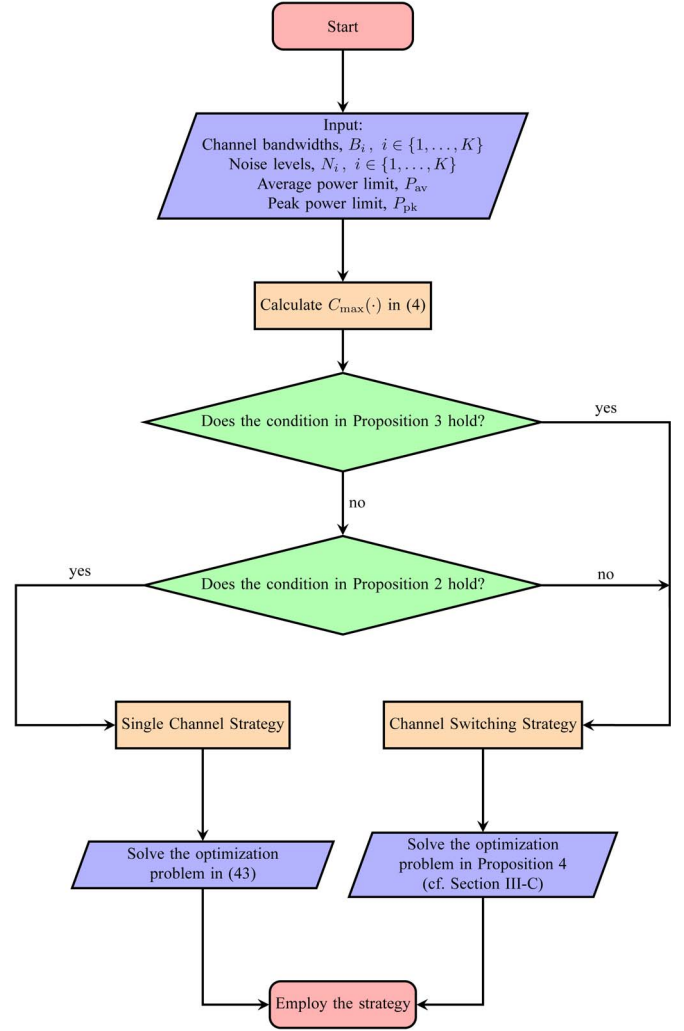 Start
Input:
Channel bandwidths, B_i , i ∈ {1, . . . , K}
Noise levels, N_i , i ∈ {1, . . . , K}
Average power limit, P_av
Peak power limit, P_pk
Calculate C_max(·) in (4)
Does the condition in Proposition 3 hold?
yes
no
Does the condition in Proposition 2 hold?
yes
no
Single Channel Strategy
Channel Switching Strategy
Solve the optimization
problem in (43)
Solve the optimization
problem in Proposition 4
(cf. Section III-C)
Employ the strategy